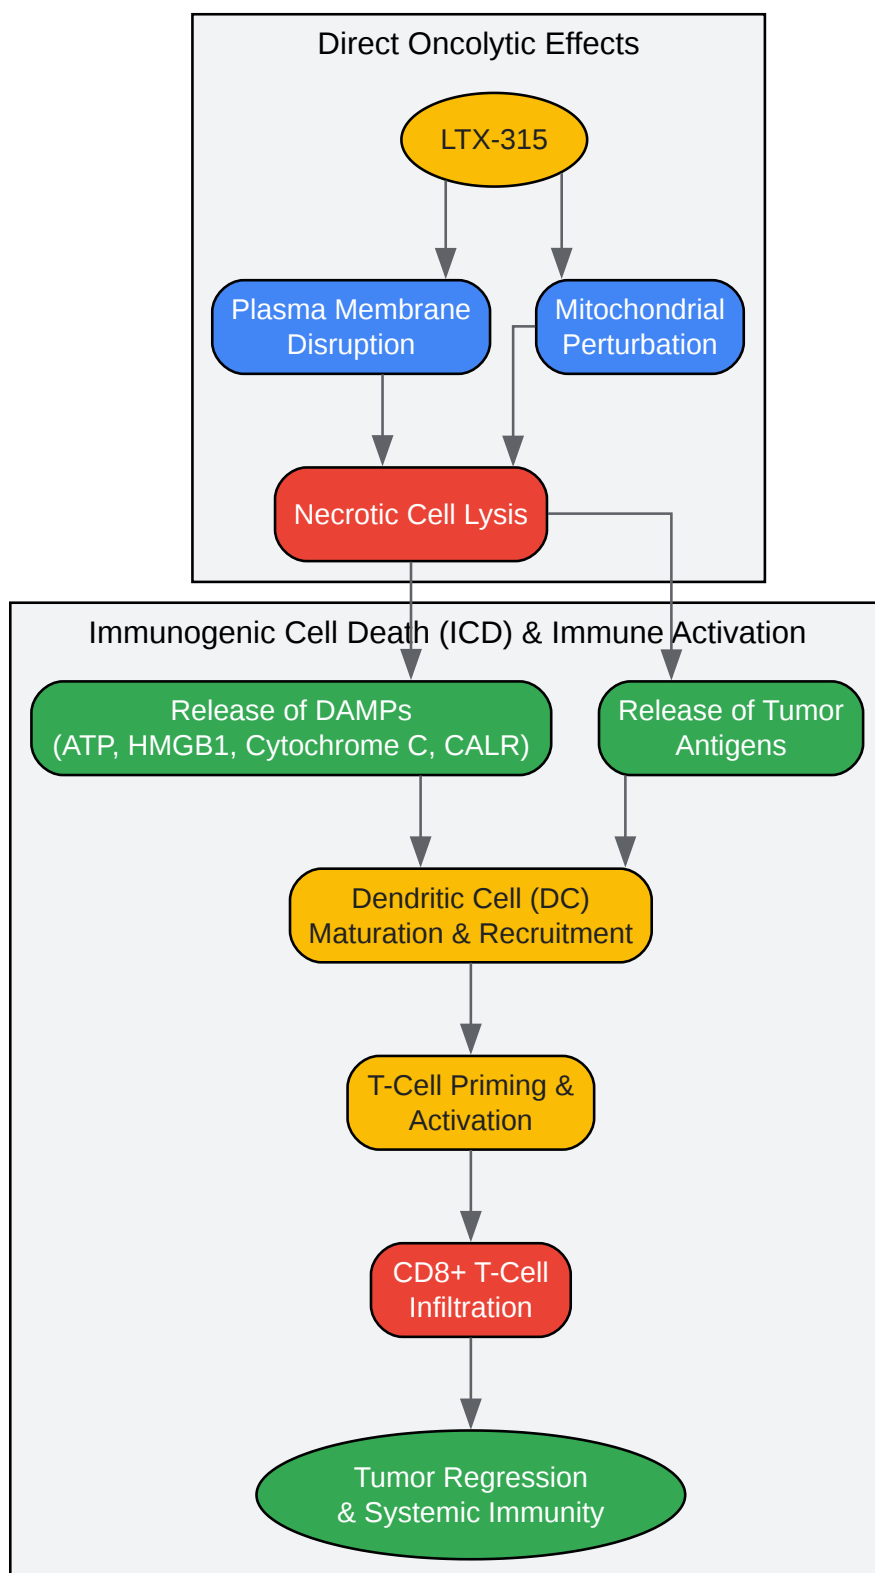 Direct Oncolytic Effects
LTX-315
Plasma Membrane
Disruption
Mitochondrial
Perturbation
Necrotic Cell Lysis
Immunogenic Cell Death (ICD) & Immune Activation
Release of DAMPs
(ATP, HMGB1, Cytochrome C, CALR)
Release of Tumor
Antigens
Dendritic Cell (DC)
Maturation & Recruitment
T-Cell Priming &
Activation
CD8+ T-Cell
Infiltration
Tumor Regression
& Systemic Immunity